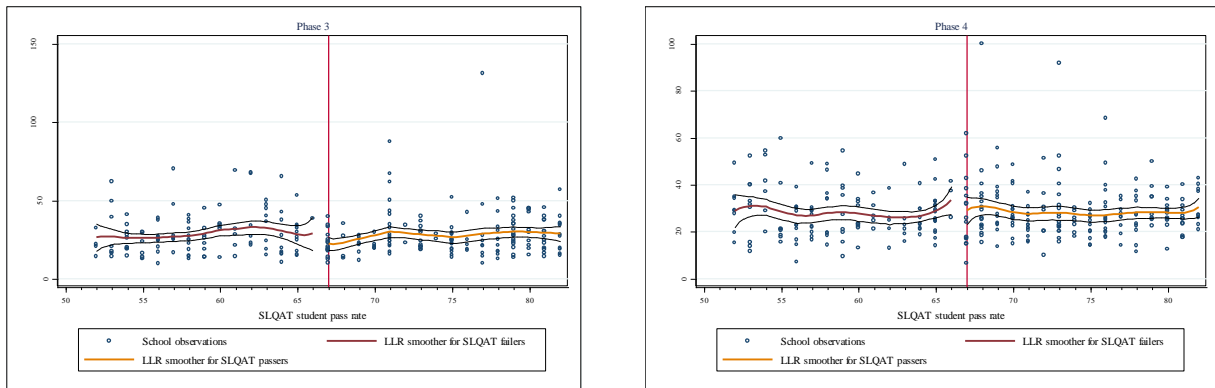 Phase 3
150
100
50
0
50 55 60 65 70 75 80
SLQAT student pass rate
School observations LLR smoother for SLQAT failers
LLR smoother for SLQAT passers
Phase 4
100
80
60
40
20
0
50 55 60 65 70 75 80
SLQAT student pass rate
School observations LLR smoother for SLQAT failers
LLR smoother for SLQAT passers